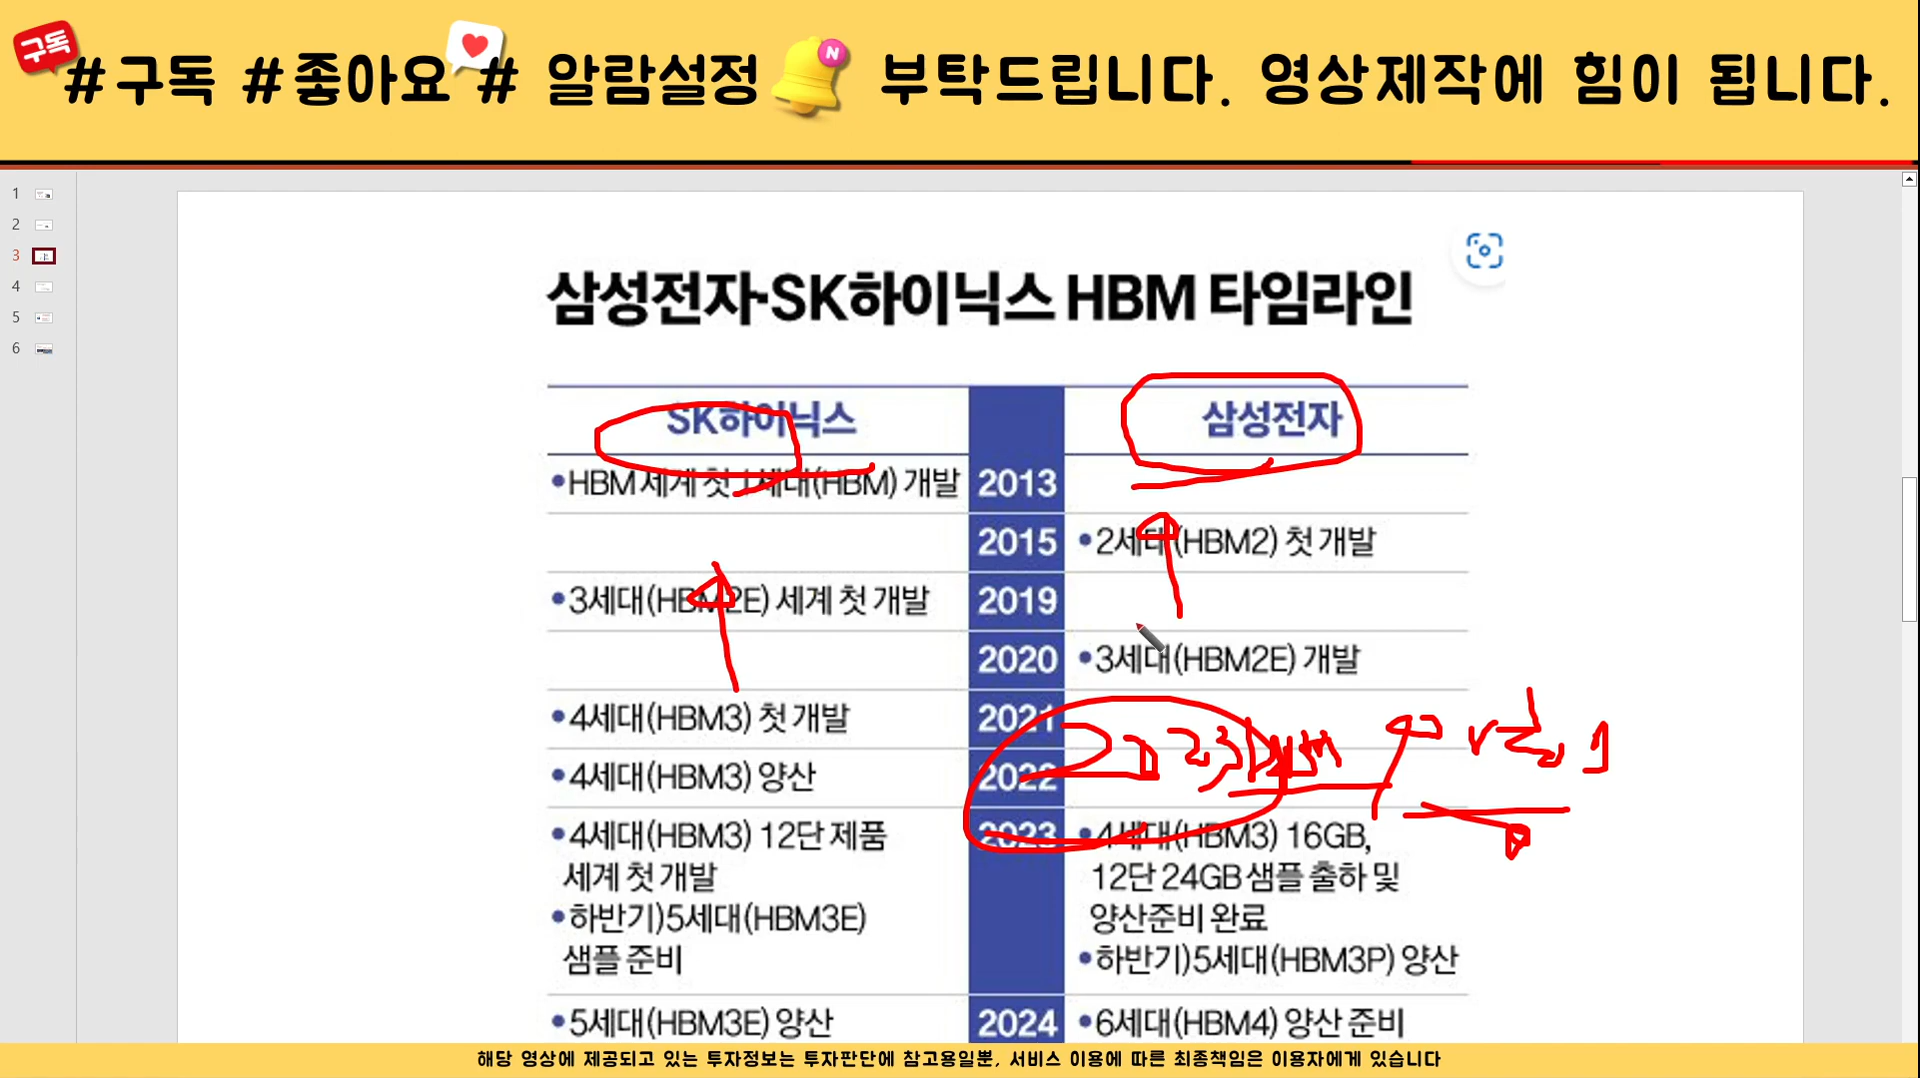 구독
#구독 #좋아요 # 알람설정 N 부탁드립니다. 영상제작에 힘이 됩니다.
1
2
3
4
5
6
삼성전자·SK하이닉스 HBM 타임라인
SK하이닉스 삼성전자
•HBM 세계 첫 1세대(HBM) 개발 2013
2015 •2세대(HBM2) 첫 개발
•3세대(HBM2E) 세계 첫 개발 2019
2020 •3세대(HBM2E) 개발
•4세대(HBM3) 첫 개발 2021
•4세대(HBM3) 양산 2022
2023
•4세대(HBM3) 12단 제품 2023 •4세대(HBM3) 16GB,
세계 첫 개발 12단 24GB 샘플 출하 및
•하반기)5세대(HBM3E) 양산준비 완료
샘플 준비 •하반기)5세대(HBM3P) 양산
•5세대(HBM3E) 양산 2024 •6세대(HBM4) 양산 준비
해당 영상에 제공되고 있는 투자정보는 투자판단에 참고용일뿐, 서비스 이용에 따른 최종책임은 이용자에게 있습니다